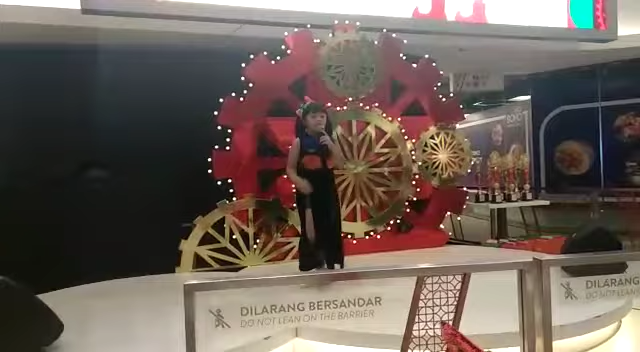 DILARANG BERSANDAR
DO NOT LEAN ON THE BARRIER
DILARANG
DO NOT LEAN